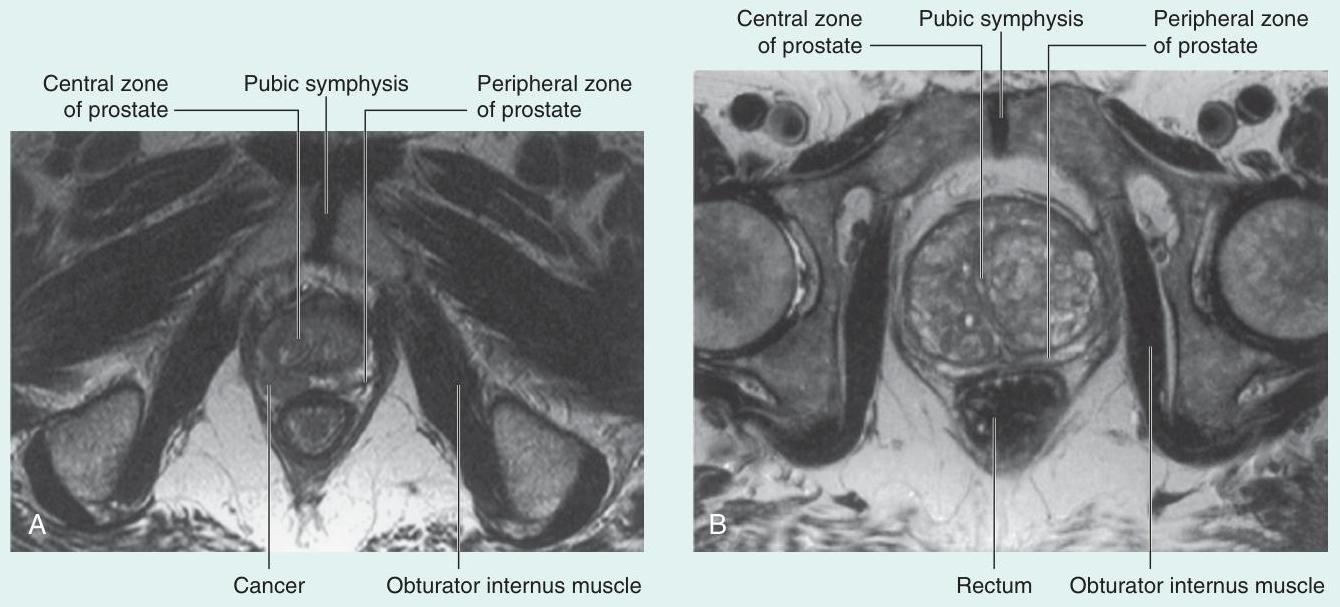 Central zone
of prostate
Pubic symphysis
Peripheral zone
of prostate
A
Cancer
Obturator internus muscle
Central zone
of prostate
Pubic symphysis
Peripheral zone
of prostate
B
Rectum
Obturator internus muscle